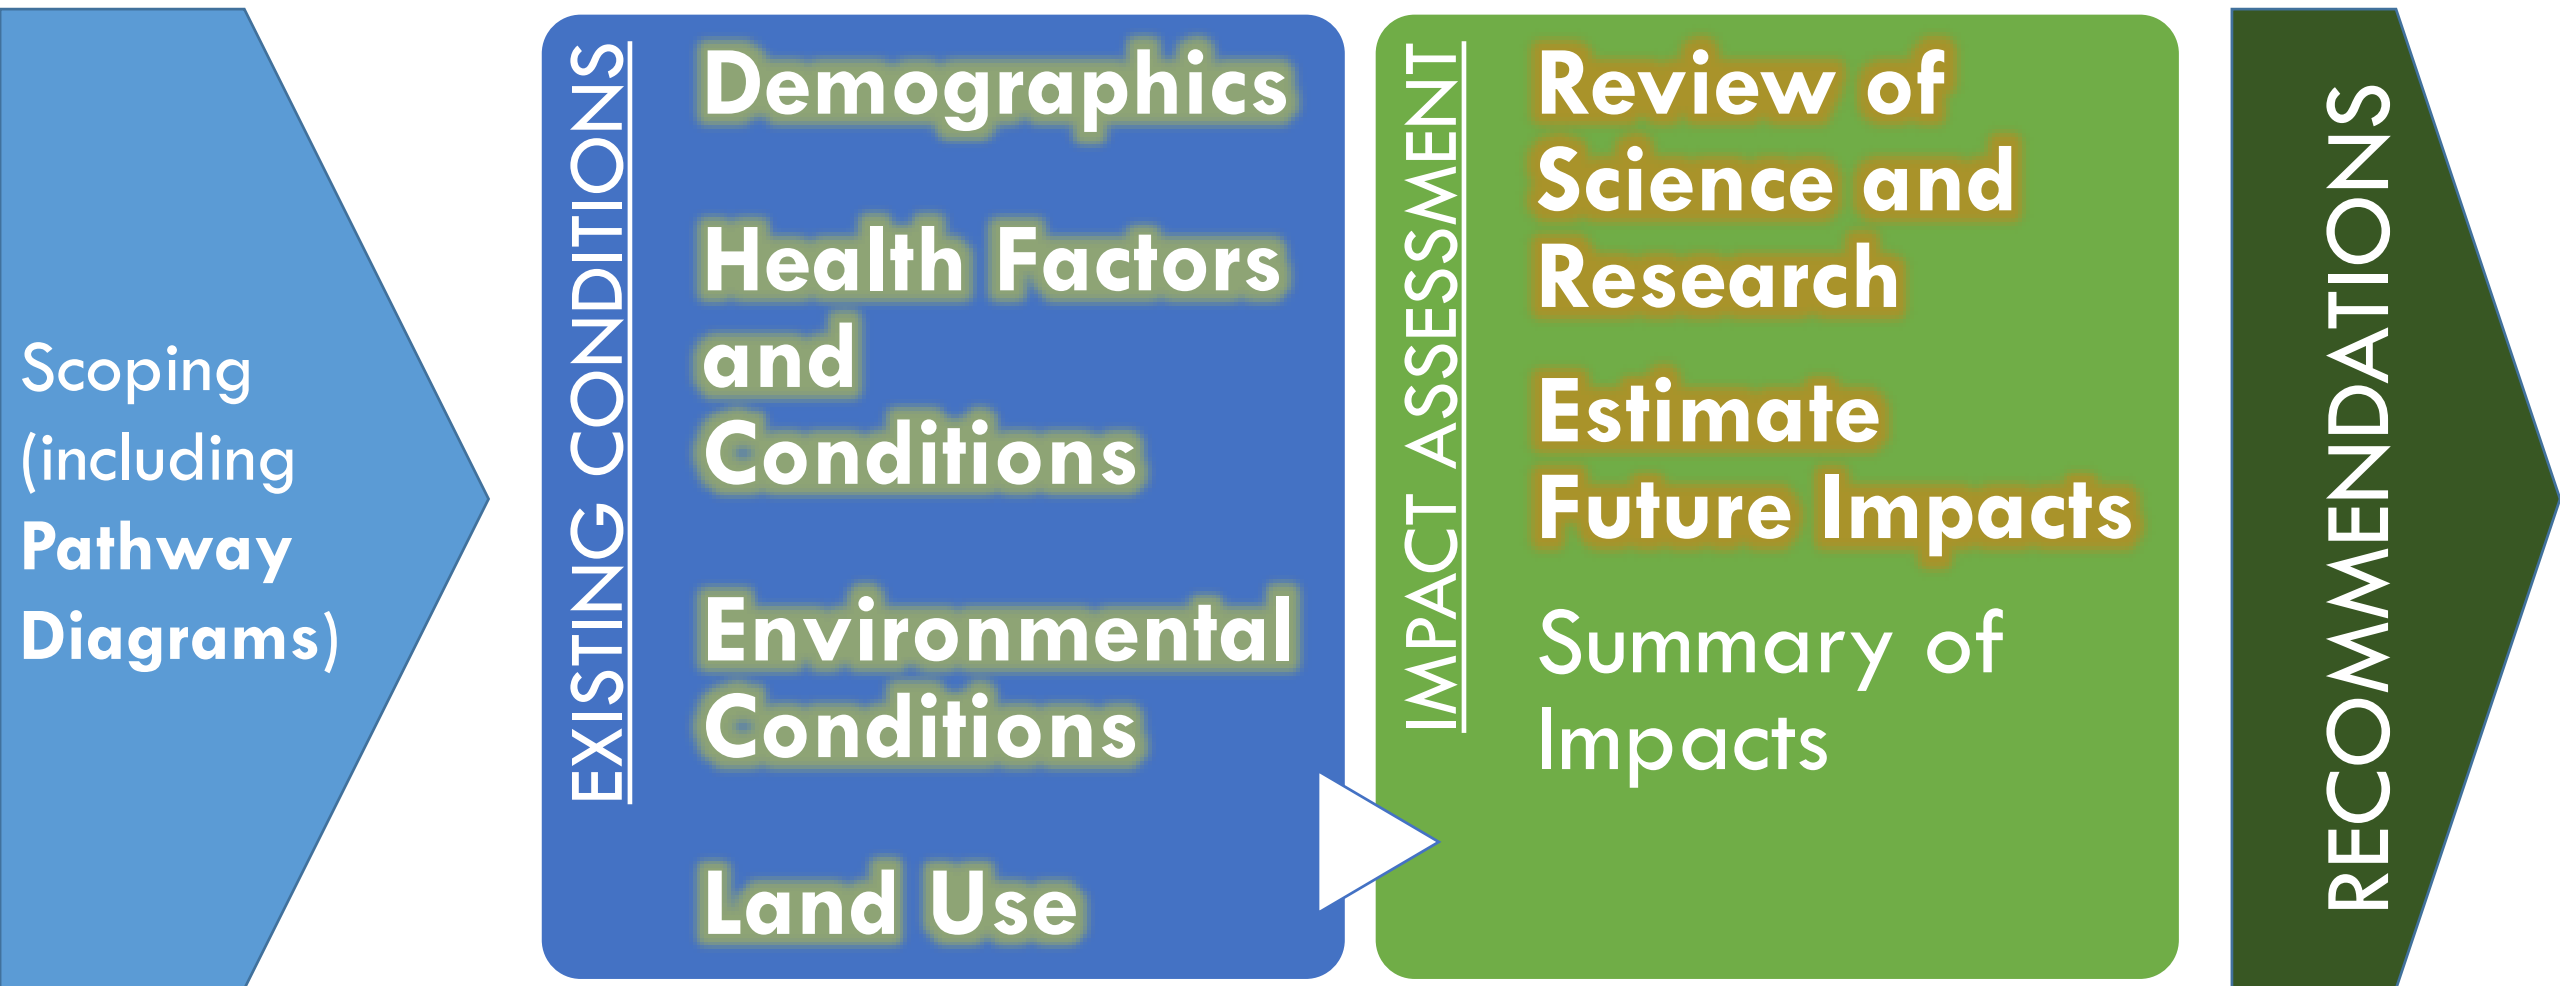 Scoping
(including
Pathway
Diagrams)
EXISTING CONDITIONS
Demographics
Health Factors
and
Conditions
Environmental
Conditions
Land Use
IMPACT ASSESSMENT
Review of
Science and
Research
Estimate
Future Impacts
Summary of
Impacts
RECOMMENDATIONS